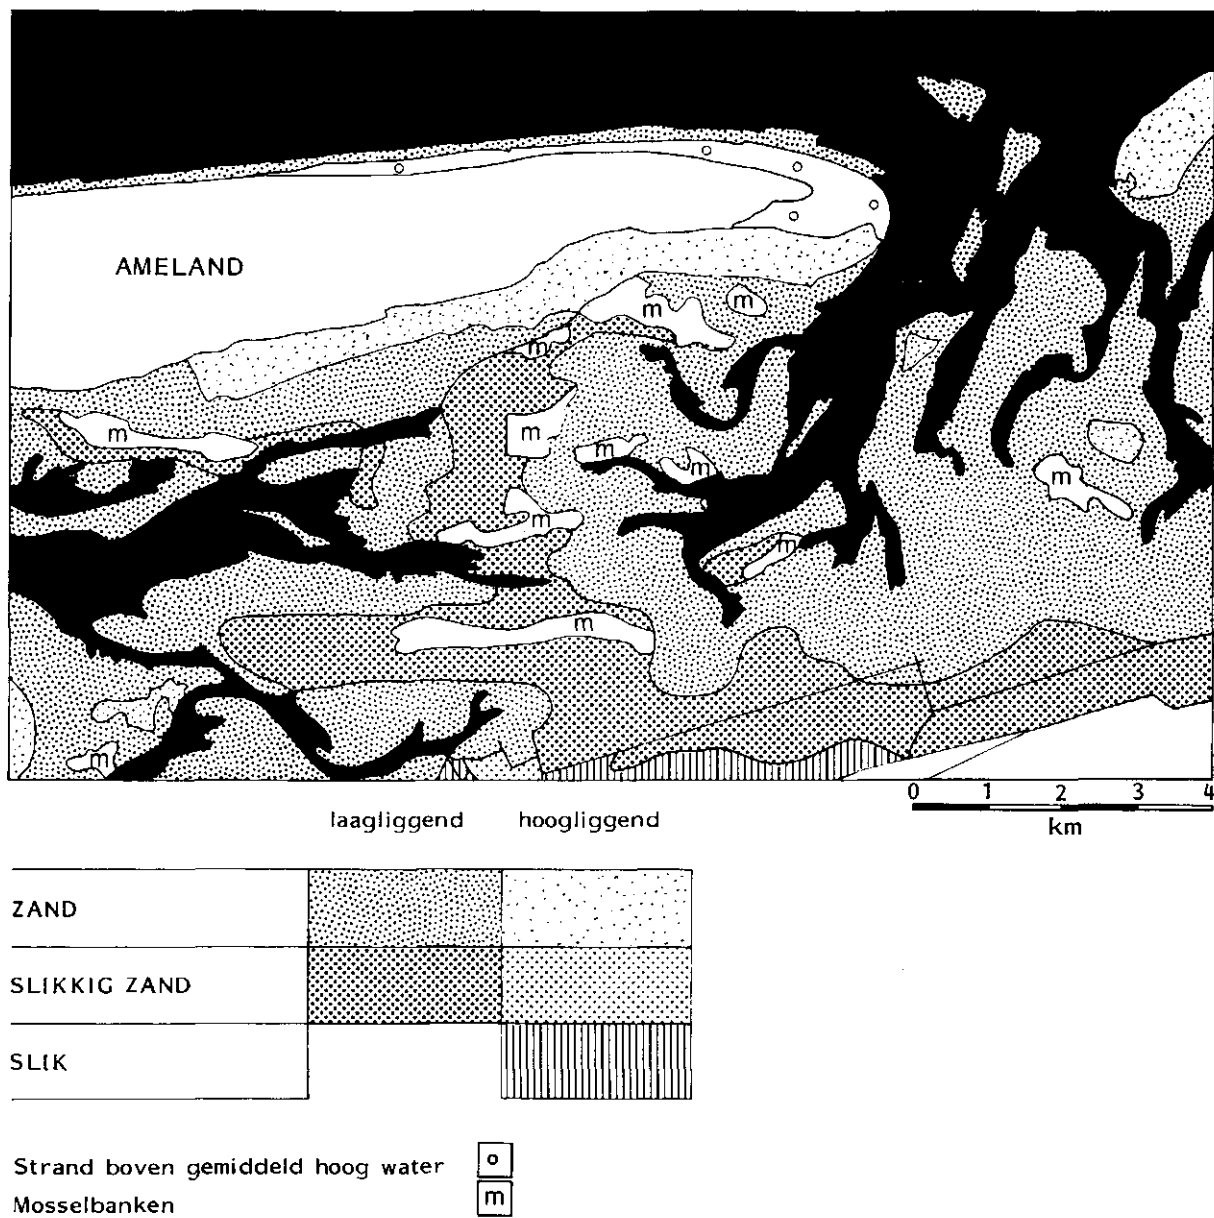 m
AMELAND
m
m
m
m
m
m
m
m
m
m
m
m
0 1 2 3 4
km
laagliggend hoogliggend
ZAND
SLIKKIG ZAND
SLIK
Strand boven gemiddeld hoog water o
Mosselbanken m